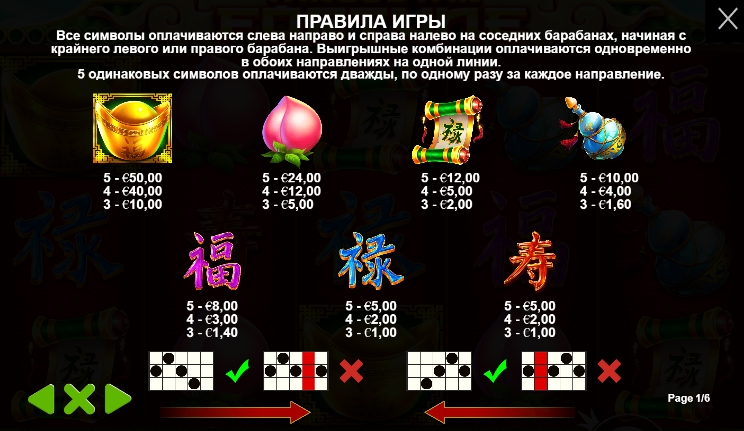 ПРАВИЛА ИГРЫ
Все символы оплачиваются слева направо и справа налево на соседних барабанах, начиная с
крайнего левого или правого барабана. Выигрышные комбинации оплачиваются одновременно
в обоих направлениях на одной линии.
5 одинаковых символов оплачиваются дважды, по одному разу за каждое направление.
禄
5 - €50,00
4 - €40,00
3 - €10,00
5 - €24,00
4 - €12,00
3 - €5,00
5 - €12,00
4 - €5,00
3 - €2,00
5 - €10,00
4 - €4,00
3 - €1,60
福
禄
寿
5 - €8,00
4 - €3,00
3 - €1,40
5 - €5,00
4 - €2,00
3 - €1,00
5 - €5,00
4 - €2,00
3 - €1,00
Page 1/6